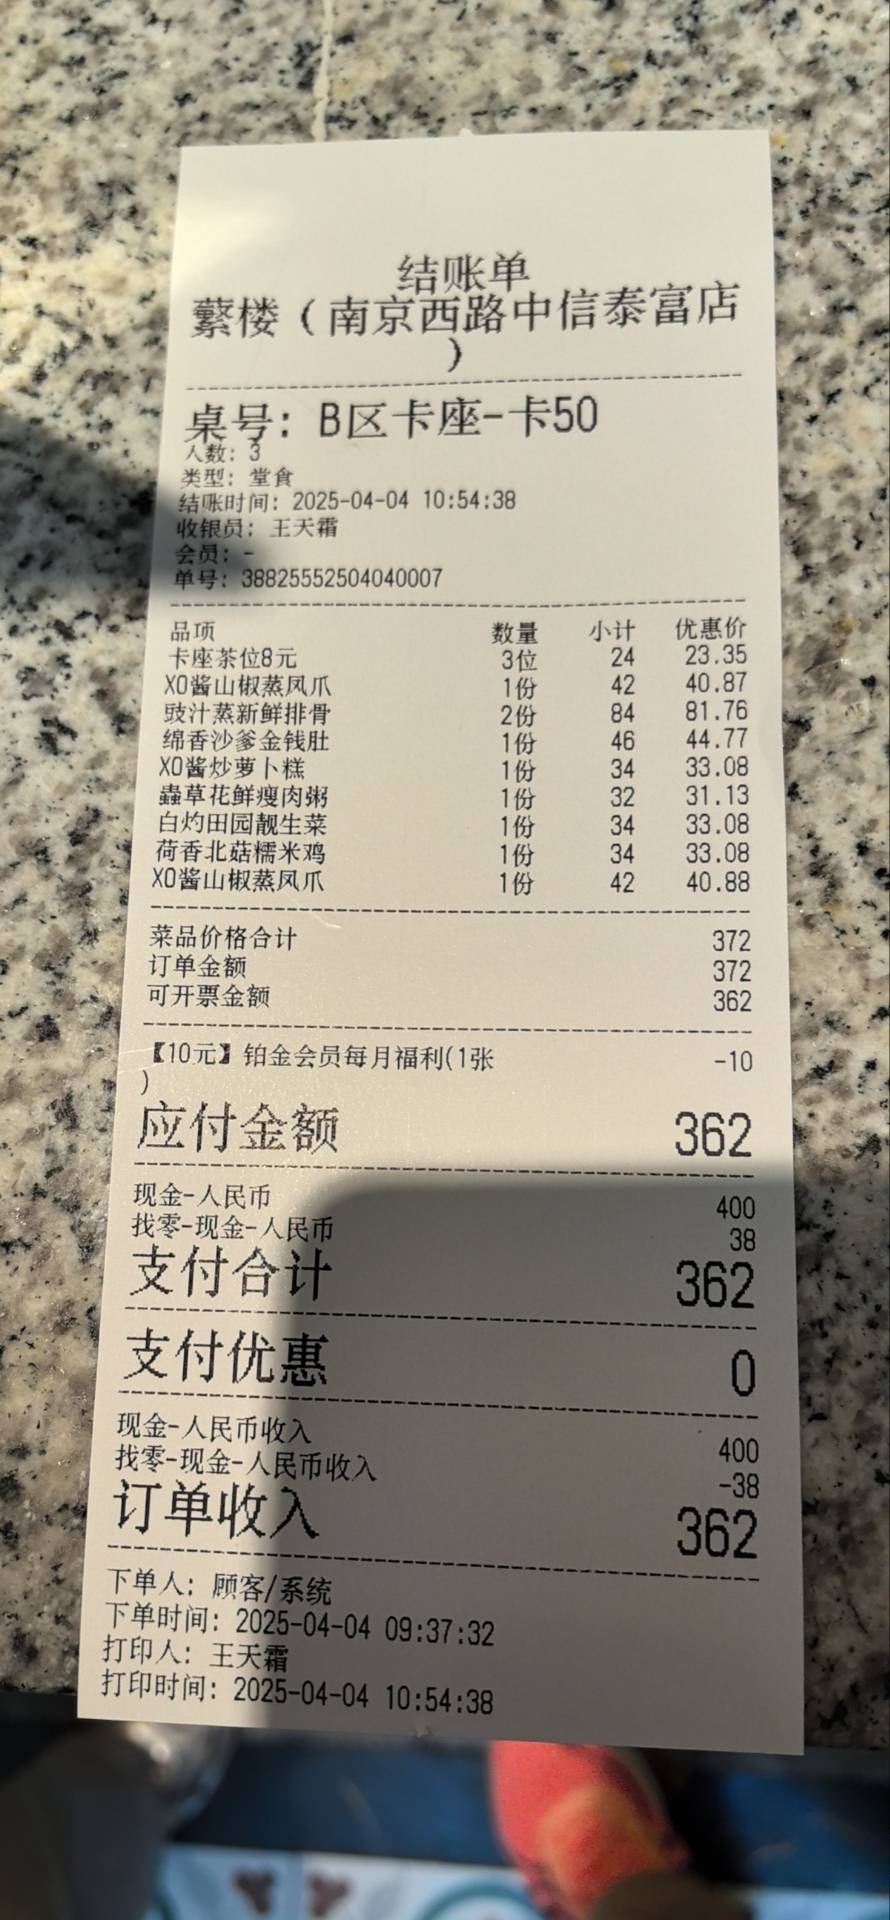 结账单
蘩楼（南京西路中信泰富店
）
桌号: B区卡座-卡50
人数: 3
类型: 堂食
结账时间: 2025-04-04 10:54:38
收银员: 王天霜
会员: -
单号: 38825552504040007
品项 数量 小计 优惠价
卡座茶位8元 3位 24 23.35
XO酱山椒蒸凤爪 1份 42 40.87
豉汁蒸新鲜排骨 2份 84 81.76
绵香沙爹金钱肚 1份 46 44.77
XO酱炒萝卜糕 1份 34 33.08
蟲草花鲜瘦肉粥 1份 32 31.13
白灼田园靓生菜 1份 34 33.08
荷香北菇糯米鸡 1份 34 33.08
XO酱山椒蒸凤爪 1份 42 40.88
菜品价格合计 372
订单金额 372
可开票金额 362
【10元】铂金会员每月福利(1张 -10
)
应付金额 362
现金-人民币 400
找零-现金-人民币 38
支付合计 362
支付优惠 0
现金-人民币收入 400
找零-现金-人民币收入 -38
订单收入 362
下单人: 顾客/系统
下单时间: 2025-04-04 09:37:32
打印人: 王天霜
打印时间: 2025-04-04 10:54:38